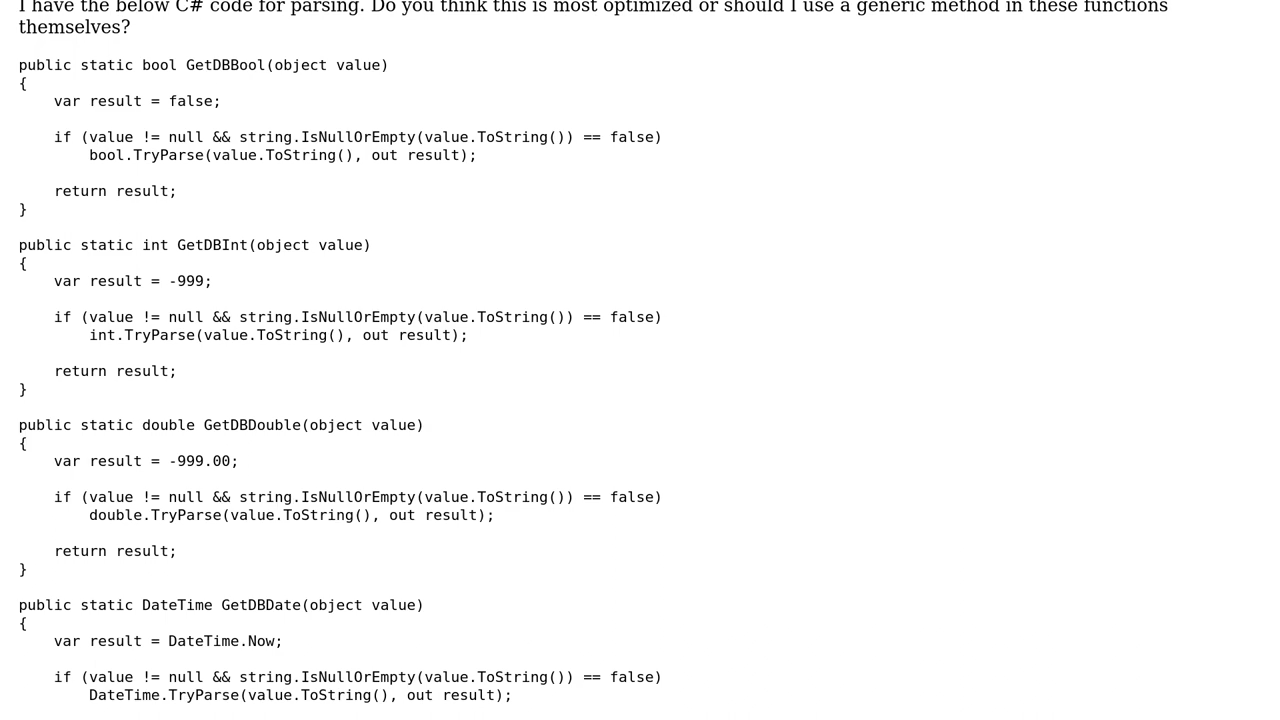 I have the below C# code for parsing. Do you think this is most optimized or should I use a generic method in these functions
themselves?
public static bool GetDBBool(object value)
{
    var result = false;
    if (value != null && string.IsNullOrEmpty(value.ToString()) == false)
        bool.TryParse(value.ToString(), out result);
    return result;
}
public static int GetDBInt(object value)
{
    var result = -999;
    if (value != null && string.IsNullOrEmpty(value.ToString()) == false)
        int.TryParse(value.ToString(), out result);
    return result;
}
public static double GetDBDouble(object value)
{
    var result = -999.00;
    if (value != null && string.IsNullOrEmpty(value.ToString()) == false)
        double.TryParse(value.ToString(), out result);
    return result;
}
public static DateTime GetDBDate(object value)
{
    var result = DateTime.Now;
    if (value != null && string.IsNullOrEmpty(value.ToString()) == false)
        DateTime.TryParse(value.ToString(), out result);